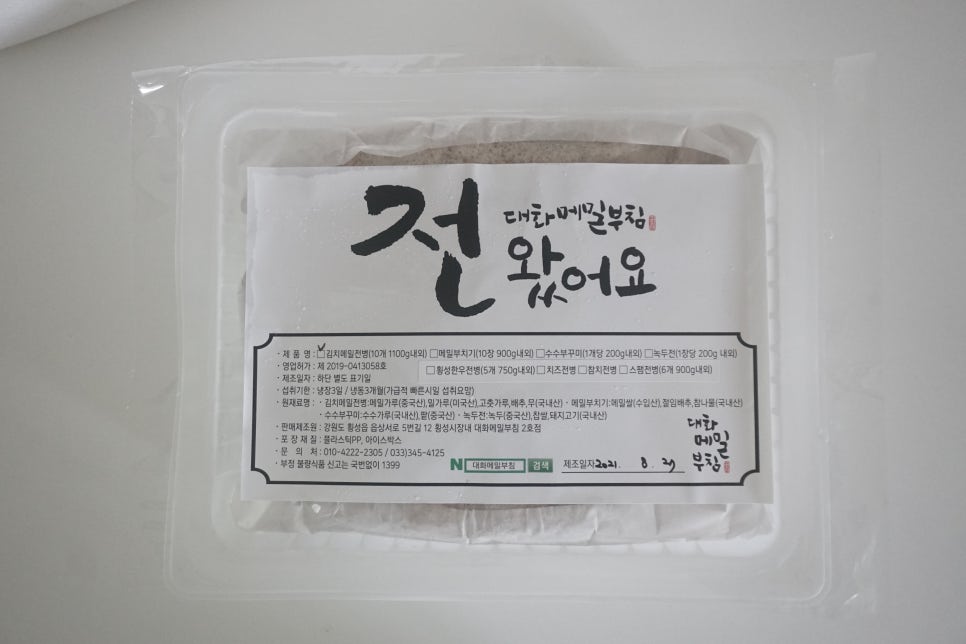 전 대화메밀부침
왔어요
· 제 품 명 : ☑김치메밀전병(10개 1100g내외) □메밀부치기(10장 900g내외) □수수부꾸미(1개당 200g내외) □녹두전(1장당 200g 내외)
□횡성한우전병(5개 750g내외) □치즈전병 □참치전병 □스팸전병(6개 900g내외)
· 영업허가 : 제 2019-0413058호
· 제조일자 : 하단 별도 표기일
· 섭취기한 : 냉장3일 / 냉동3개월(가급적 빠른시일 섭취요망)
· 원재료명 : · 김치메밀전병:메밀가루(중국산),밀가루(미국산),고춧가루,배추,무(국내산) · 메밀부치기:메밀쌀(수입산),절임배추,참나물(국내산)
· 수수부꾸미:수수가루(국내산),팥(중국산) · 녹두전:녹두(중국산),찹쌀,돼지고기(국내산)
· 판매제조원 : 강원도 횡성읍 읍상서로 5번길 12 횡성시장내 대화메밀부침 2호점
· 포 장 재 질 : 플라스틱PP, 아이스박스
· 문 의 처 : 010-4222-2305 / 033)345-4125
· 부정 불량식품 신고는 국번없이 1399
N 대화메밀부침 검색 제조일자 2021. 8. 27
대화
메밀
부침